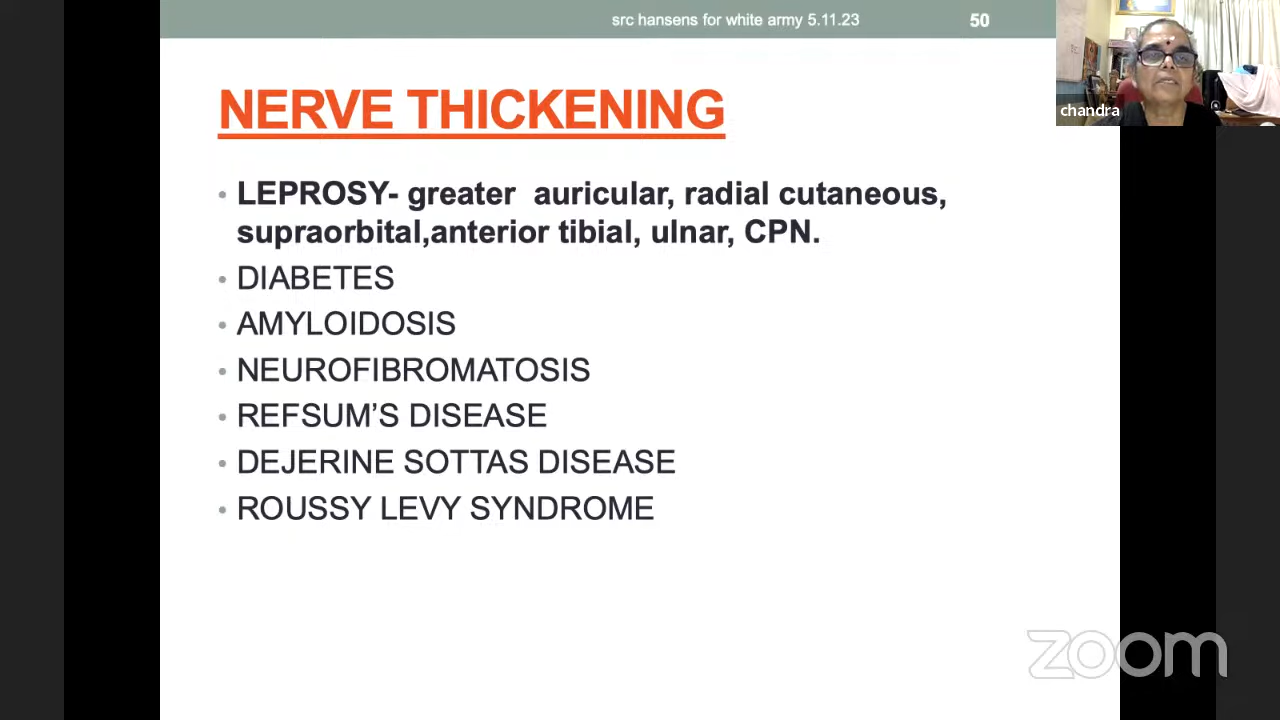 src hansens for white army 5.11.23
50
chandra
NERVE THICKENING
• LEPROSY- greater auricular, radial cutaneous,
supraorbital,anterior tibial, ulnar, CPN.
• DIABETES
• AMYLOIDOSIS
• NEUROFIBROMATOSIS
• REFSUM’S DISEASE
• DEJERINE SOTTAS DISEASE
• ROUSSY LEVY SYNDROME
zoom